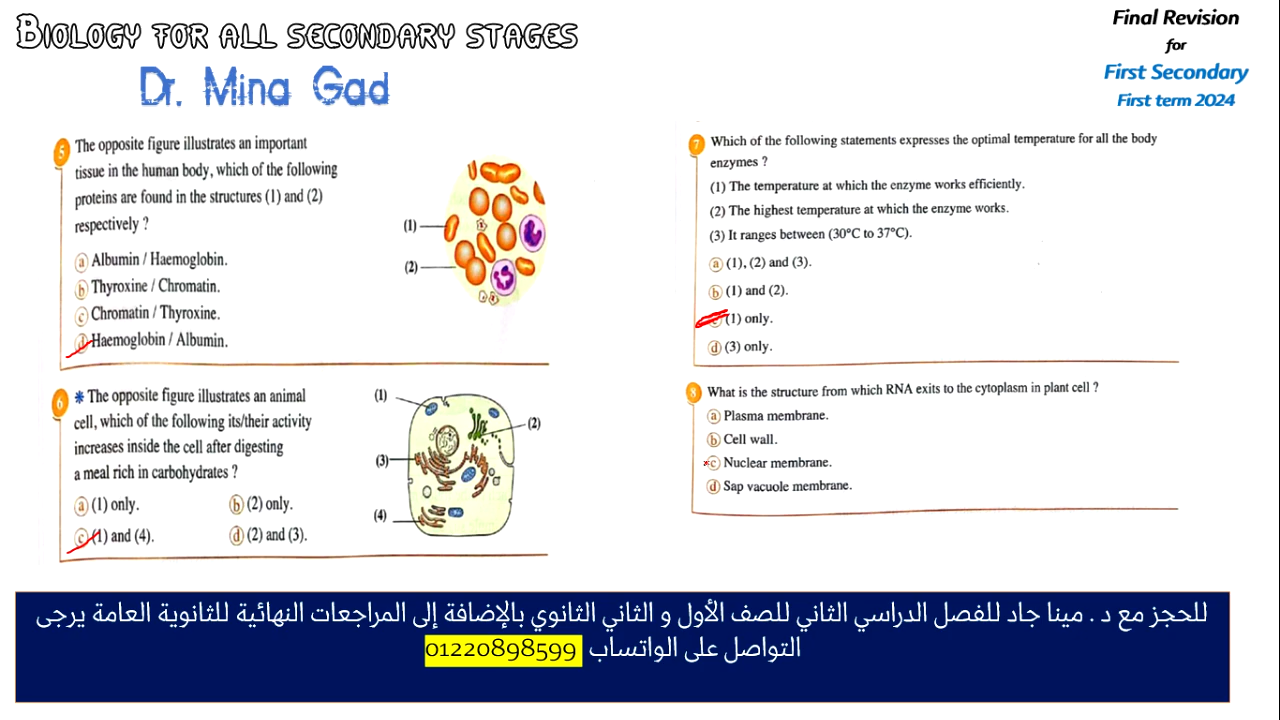 BIOLOGY FOR ALL SECONDARY STAGES
Dr. Mina Gad
Final Revision
for
First Secondary
First term 2024
5 The opposite figure illustrates an important
tissue in the human body, which of the following
proteins are found in the structures (1) and (2)
respectively ?
a Albumin / Haemoglobin.
b Thyroxine / Chromatin.
c Chromatin / Thyroxine.
d Haemoglobin / Albumin.
(1)
(2)
6 * The opposite figure illustrates an animal
cell, which of the following its/their activity
increases inside the cell after digesting
a meal rich in carbohydrates ?
a (1) only. b (2) only.
c (1) and (4). d (2) and (3).
(1)
(2)
(3)
(4)
7 Which of the following statements expresses the optimal temperature for all the body
enzymes ?
(1) The temperature at which the enzyme works efficiently.
(2) The highest temperature at which the enzyme works.
(3) It ranges between (30°C to 37°C).
a (1), (2) and (3).
b (1) and (2).
c (1) only.
d (3) only.
8 What is the structure from which RNA exits to the cytoplasm in plant cell ?
a Plasma membrane.
b Cell wall.
c Nuclear membrane.
d Sap vacuole membrane.
للحجز مع د . مينا جاد للفصل الدراسي الثاني للصف الأول و الثاني الثانوي بالإضافة إلى المراجعات النهائية للثانوية العامة يرجى
التواصل على الواتساب 01220898599